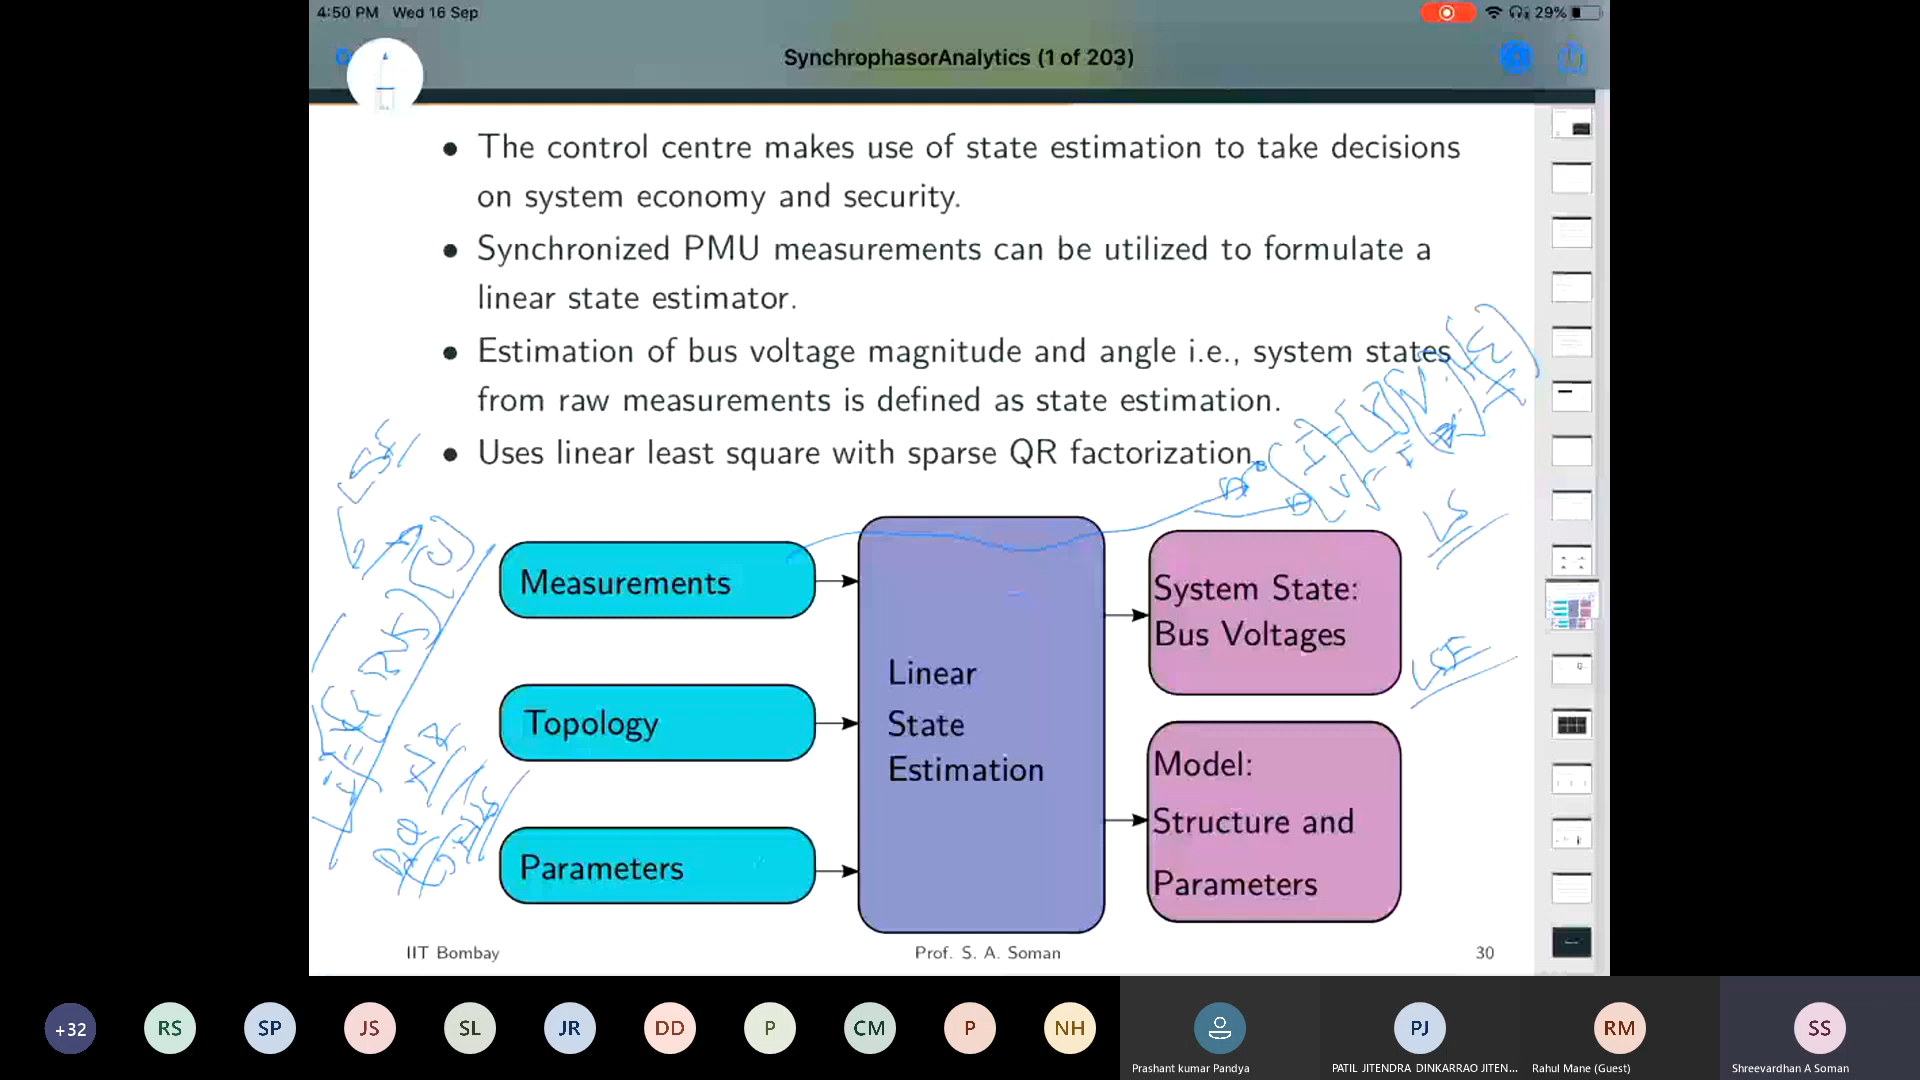 4:50 PM Wed 16 Sep
29%
SynchrophasorAnalytics (1 of 203)
• The control centre makes use of state estimation to take decisions
on system economy and security.
• Synchronized PMU measurements can be utilized to formulate a
linear state estimator.
• Estimation of bus voltage magnitude and angle i.e., system states
from raw measurements is defined as state estimation.
• Uses linear least square with sparse QR factorization.
Measurements
Topology
Parameters
Linear
State
Estimation
System State:
Bus Voltages
Model:
Structure and
Parameters
LS
IIT Bombay Prof. S. A. Soman 30
+32 RS SP JS SL JR DD P CM P NH PJ RM SS
Prashant kumar Pandya PATIL JITENDRA DINKARRAO JITEN... Rahul Mane (Guest) Shreevardhan A Soman